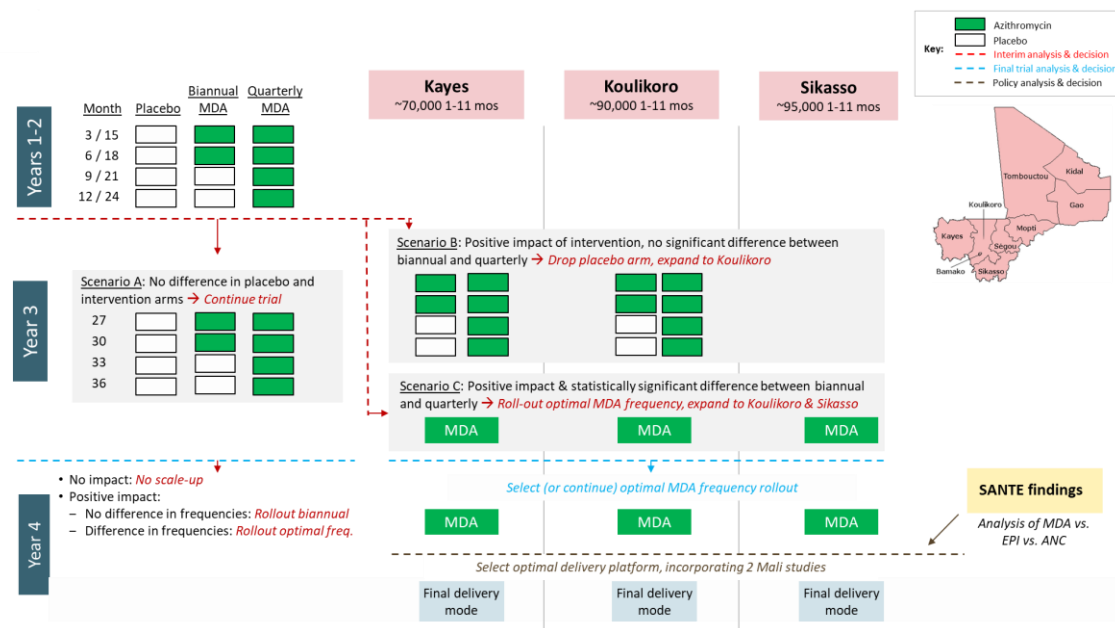 Key:
Azithromycin
Placebo
Interim analysis & decision
Final trial analysis & decision
Policy analysis & decision
Years 1-2
Month Placebo Biannual MDA Quarterly MDA
3 / 15
6 / 18
9 / 21
12 / 24
Kayes
~70,000 1-11 mos
Koulikoro
~90,000 1-11 mos
Sikasso
~95,000 1-11 mos
Tombouctou
Kidal
Gao
Koulikoro
Kayes
Mopti
Ségou
Bamako
Sikasso
Year 3
Scenario A: No difference in placebo and
intervention arms → Continue trial
27
30
33
36
Scenario B: Positive impact of intervention, no significant difference between
biannual and quarterly → Drop placebo arm, expand to Koulikoro
Scenario C: Positive impact & statistically significant difference between biannual
and quarterly → Roll-out optimal MDA frequency, expand to Koulikoro & Sikasso
MDA MDA MDA
Year 4
• No impact: No scale-up
• Positive impact:
– No difference in frequencies: Rollout biannual
– Difference in frequencies: Rollout optimal freq.
Select (or continue) optimal MDA frequency rollout
MDA MDA MDA
SANTE findings
Analysis of MDA vs.
EPI vs. ANC
Select optimal delivery platform, incorporating 2 Mali studies
Final delivery
mode
Final delivery
mode
Final delivery
mode